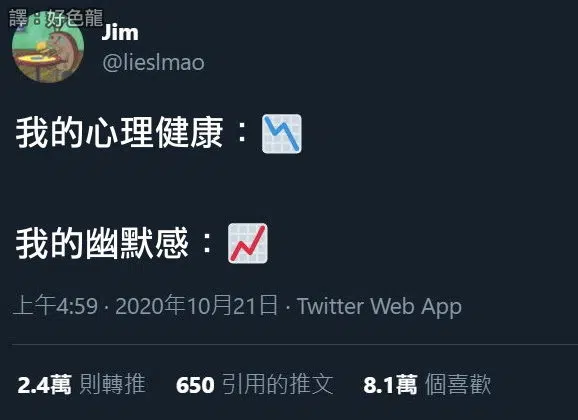 譯：好色龍
Jim
@lieslmao
我的心理健康：📉
我的幽默感：📈
上午4:59 · 2020年10月21日 · Twitter Web App
2.4萬 則轉推 650 引用的推文 8.1萬 個喜歡